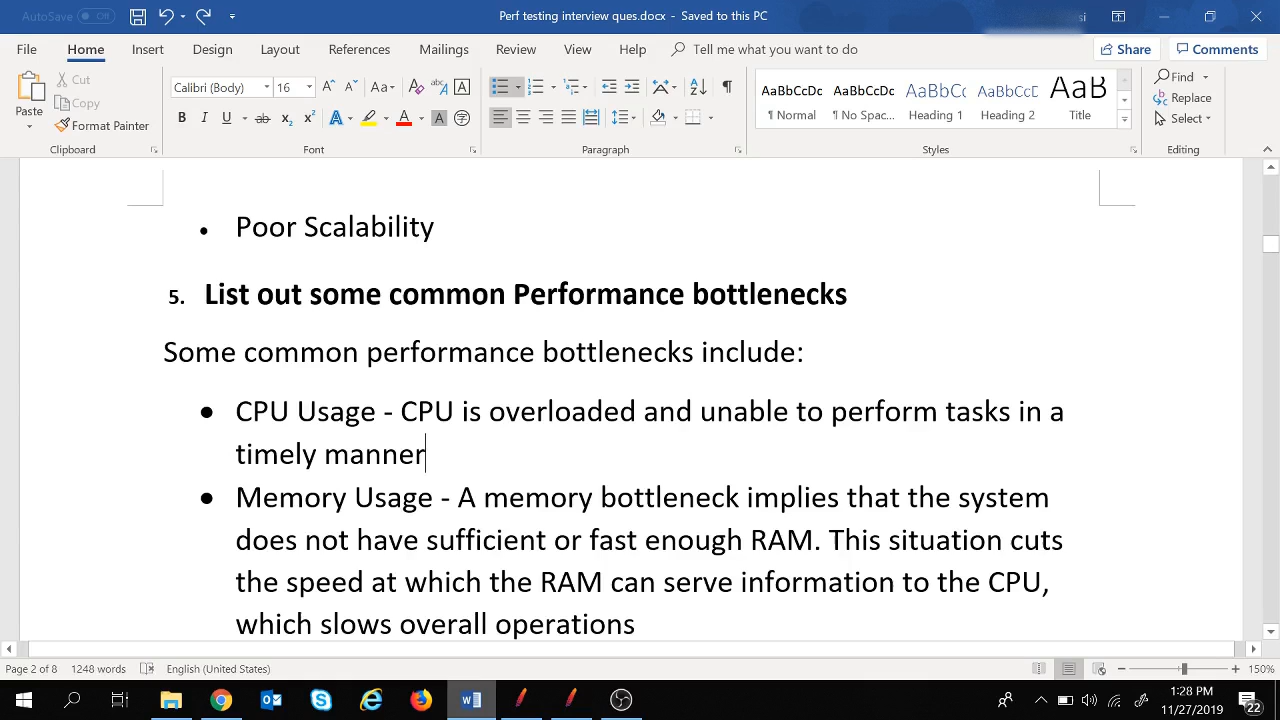 AutoSave Off
Perf testing interview ques.docx - Saved to this PC
si
File Home Insert Design Layout References Mailings Review View Help Tell me what you want to do Share Comments
Paste
Cut
Copy
Format Painter
Clipboard
Calibri (Body) 16
Font
Paragraph
AaBbCcDc AaBbCcDc AaBbCc AaBbCcD AaB
¶ Normal ¶ No Spac... Heading 1 Heading 2 Title
Styles
Find
Replace
Select
Editing
• Poor Scalability
5. List out some common Performance bottlenecks
Some common performance bottlenecks include:
• CPU Usage - CPU is overloaded and unable to perform tasks in a
timely manner
• Memory Usage - A memory bottleneck implies that the system
does not have sufficient or fast enough RAM. This situation cuts
the speed at which the RAM can serve information to the CPU,
which slows overall operations
Page 2 of 8 1248 words English (United States) 150%
1:28 PM
11/27/2019
22